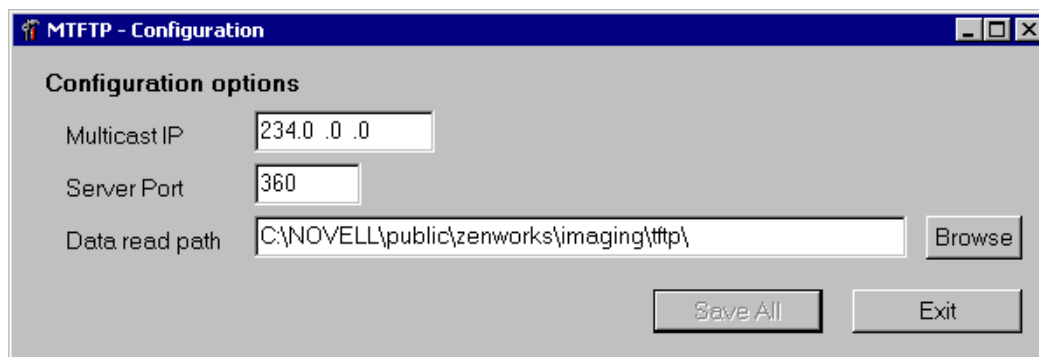 MTFTP - Configuration
Configuration options
Multicast IP 234.0 .0 .0
Server Port 360
Data read path C:\NOVELL\public\zenworks\imaging\tftp\ Browse
Save All Exit